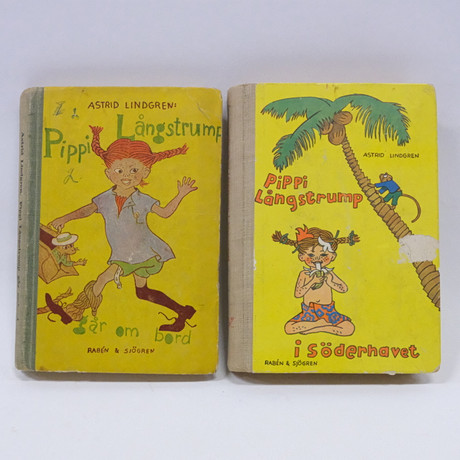 ASTRID LINDGREN:
Pippi Långstrump
går om bord
RABÉN & SJÖGREN
ASTRID LINDGREN
PIPPI
LÅNGSTRUMP
i Söderhavet
RABÉN & SJÖGREN